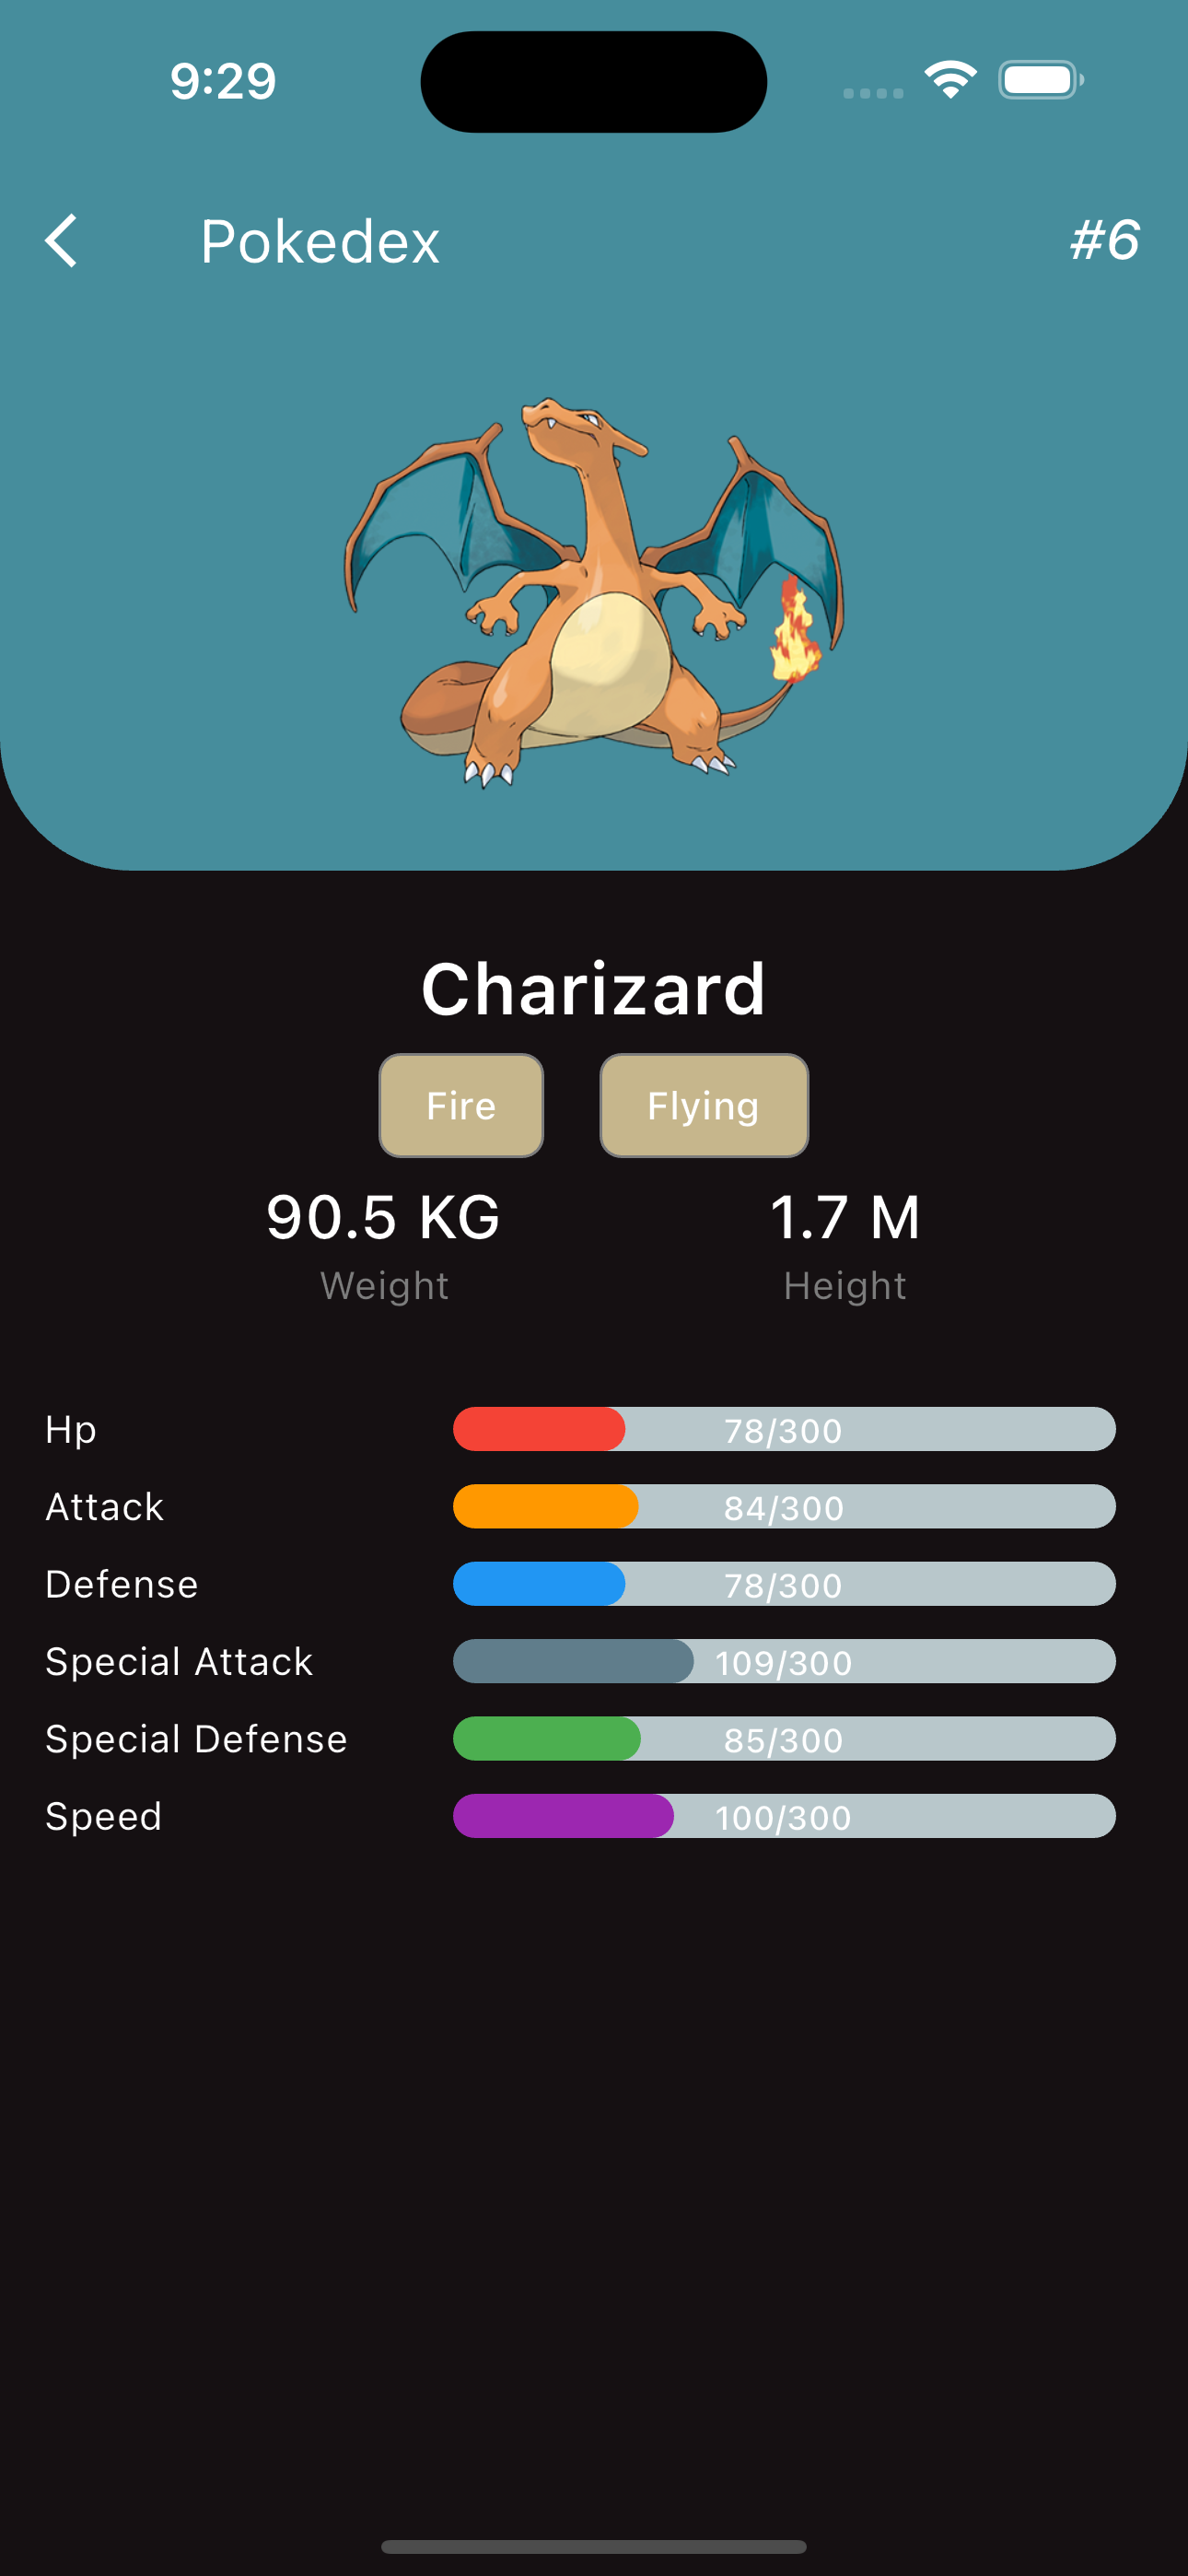 9:29
Pokedex #6
Charizard
Fire Flying
90.5 KG 1.7 M
Weight Height
Hp 78/300
Attack 84/300
Defense 78/300
Special Attack 109/300
Special Defense 85/300
Speed 100/300